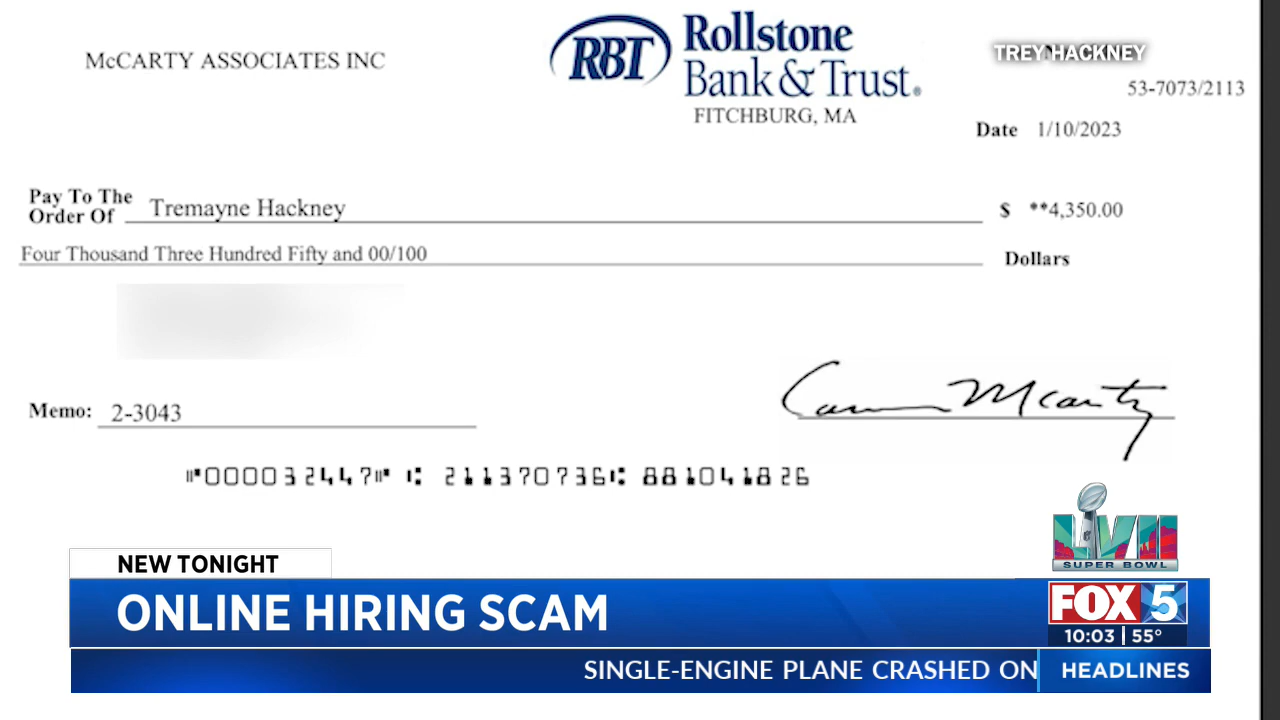 McCARTY ASSOCIATES INC
RBT
Rollstone
Bank & Trust.
FITCHBURG, MA
TREY HACKNEY
53-7073/2113
Date 1/10/2023
Pay To The
Order Of Tremayne Hackney $ **4,350.00
Four Thousand Three Hundred Fifty and 00/100 Dollars
Memo: 2-3043
⑈000032447⑈ ⑆ 211370736⑆ 881041826
LVII
SUPER BOWL
NEW TONIGHT
ONLINE HIRING SCAM
FOX 5
10:03 | 55°
SINGLE-ENGINE PLANE CRASHED ON
HEADLINES